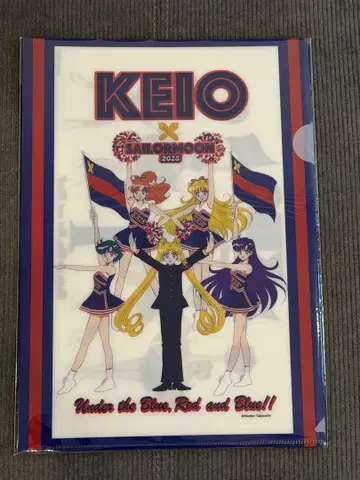 KEIO
×
SAILORMOON
2025
Under the Blue, Red and Blue!!
©Naoko Takeuchi